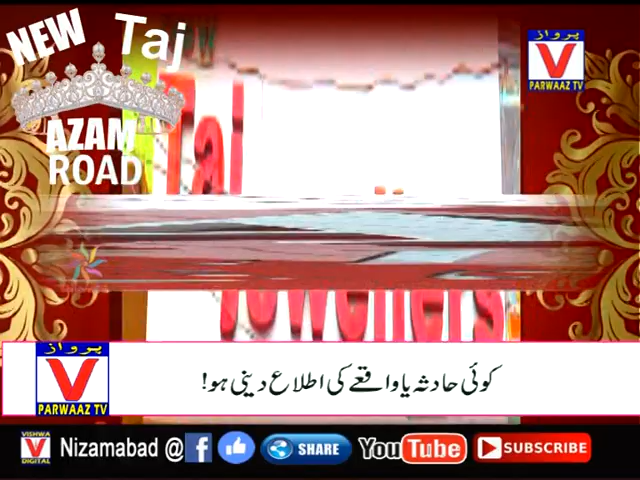 NEW Taj
AZAM
ROAD
پرواز
V
PARWAAZ TV
Taj
Jewellers
پرواز
V
PARWAAZ TV
کوئی حادثہ یا واقعے کی اطلاع دینی ہو!
VISHWA
V
DIGITAL
Nizamabad @ f SHARE YouTube SUBSCRIBE